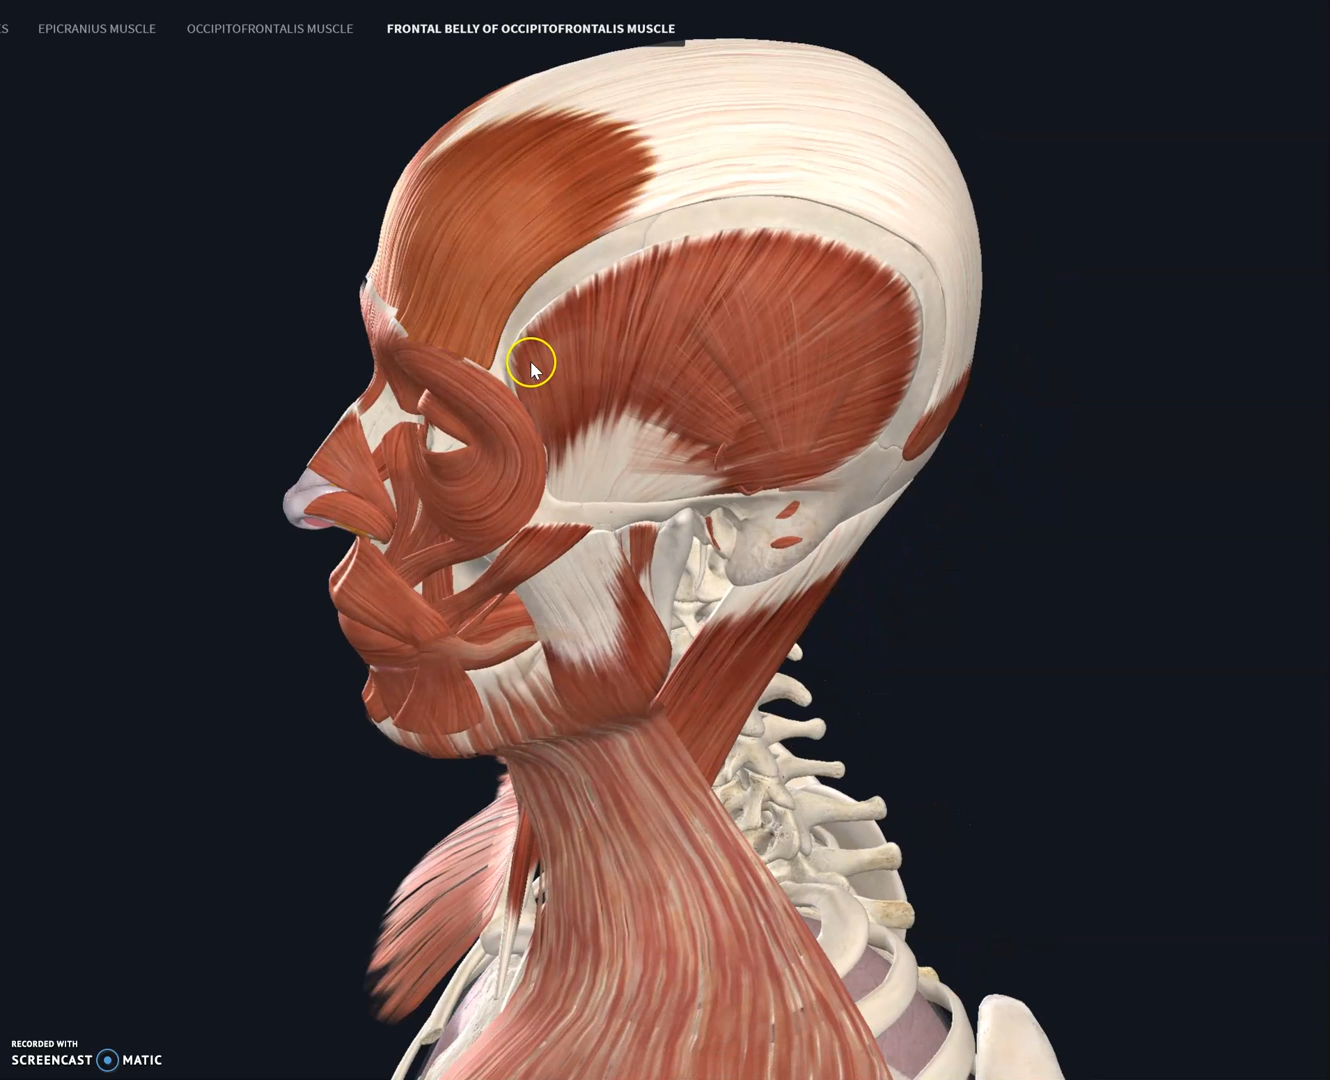 S EPICRANIUS MUSCLE OCCIPITOFRONTALIS MUSCLE FRONTAL BELLY OF OCCIPITOFRONTALIS MUSCLE
RECORDED WITH
SCREENCAST MATIC